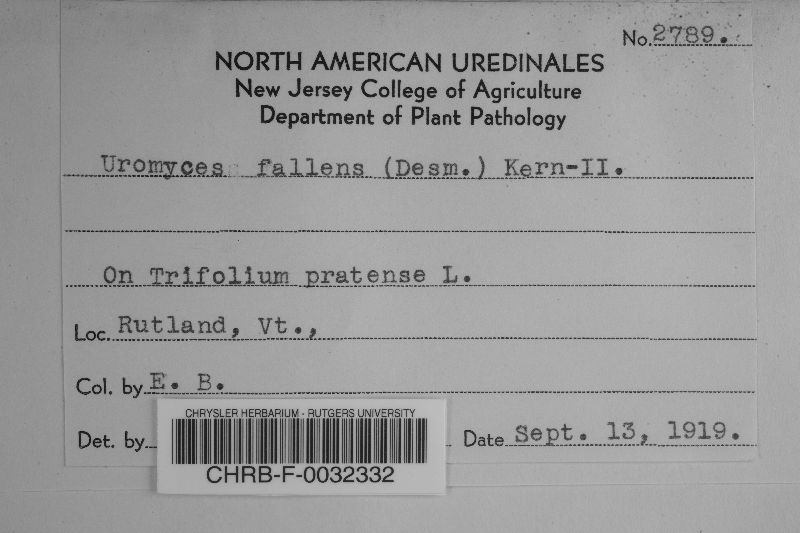 No. 2789.
NORTH AMERICAN UREDINALES
New Jersey College of Agriculture
Department of Plant Pathology
Uromyces fallens (Desm.) Kern-II.
On Trifolium pratense L.
Loc. Rutland, Vt.,
Col. by E. B.
Det. by Date Sept. 13, 1919.
CHRYSLER HERBARIUM - RUTGERS UNIVERSITY
CHRB-F-0032332